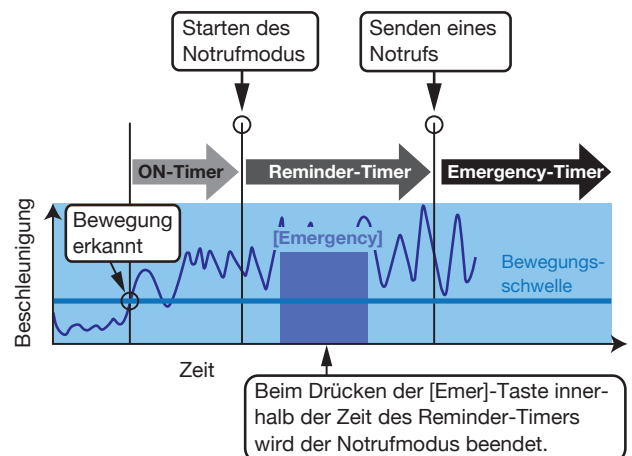 Starten des
Notrufmodus
Senden eines
Notrufs
ON-Timer
Reminder-Timer
Emergency-Timer
Bewegung
erkannt
[Emergency]
Bewegungs-
schwelle
Beschleunigung
Zeit
Beim Drücken der [Emer]-Taste inner-
halb der Zeit des Reminder-Timers
wird der Notrufmodus beendet.